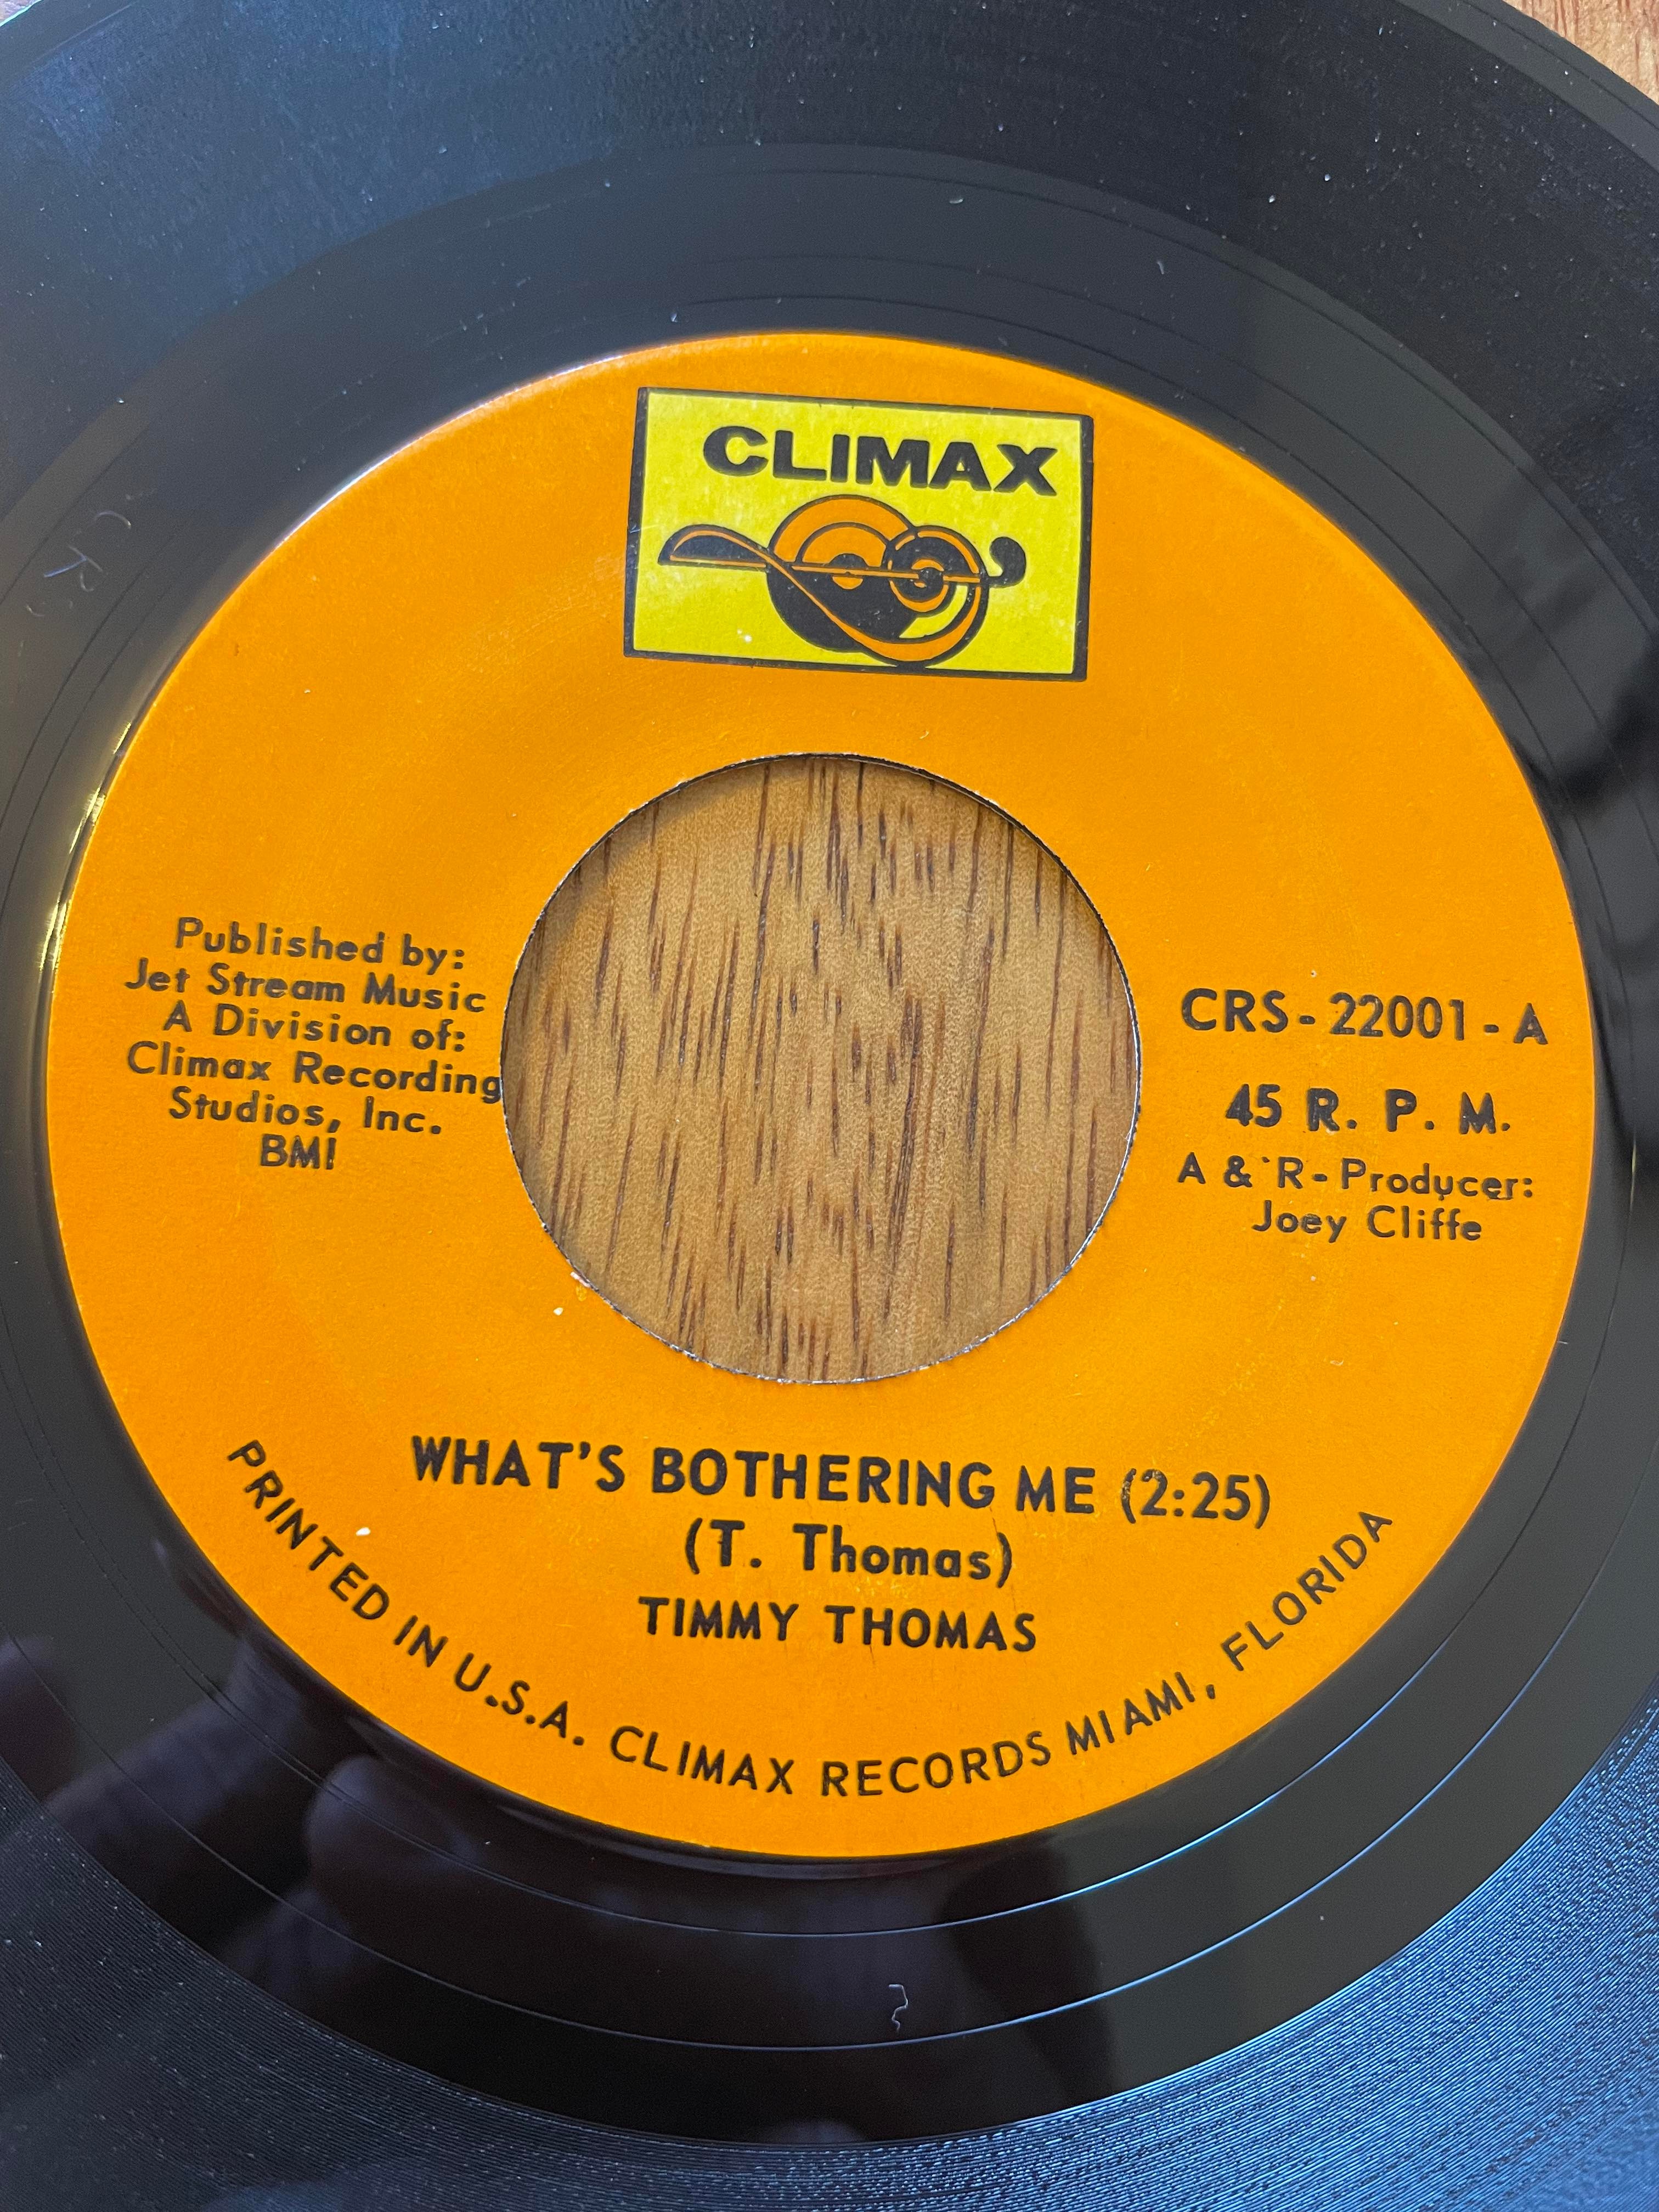 CLIMAX
Published by:
Jet Stream Music
A Division of:
Climax Recording
Studios, Inc.
BMI
CRS-22001-A
45 R. P. M.
A & R-Producer:
Joey Cliffe
WHAT'S BOTHERING ME (2:25)
(T. Thomas)
TIMMY THOMAS
PRINTED IN U.S.A. CLIMAX RECORDS MIAMI, FLORIDA